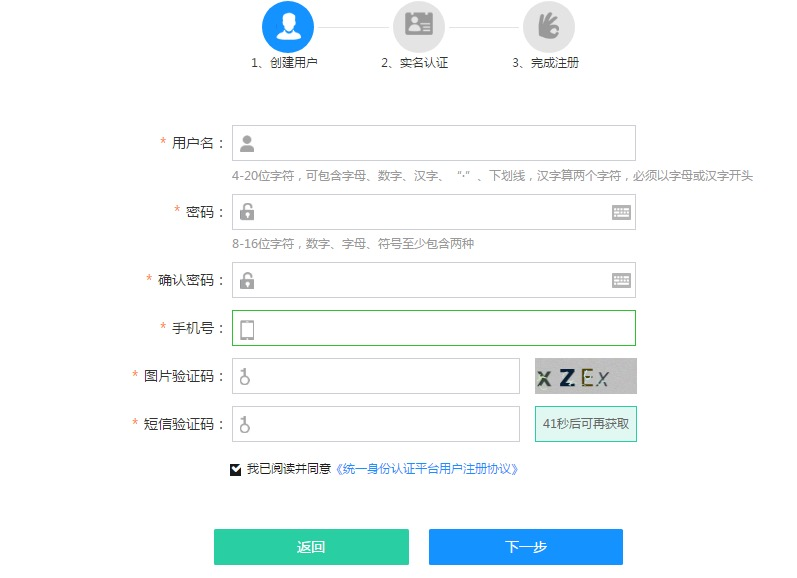 1、创建用户 2、实名认证 3、完成注册
* 用户名：
4-20位字符，可包含字母、数字、汉字、“·”、下划线，汉字算两个字符，必须以字母或汉字开头
* 密码：
8-16位字符，数字、字母、符号至少包含两种
* 确认密码：
* 手机号：
* 图片验证码： x Z E x
* 短信验证码： 41秒后可再获取
我已阅读并同意《统一身份认证平台用户注册协议》
返回 下一步